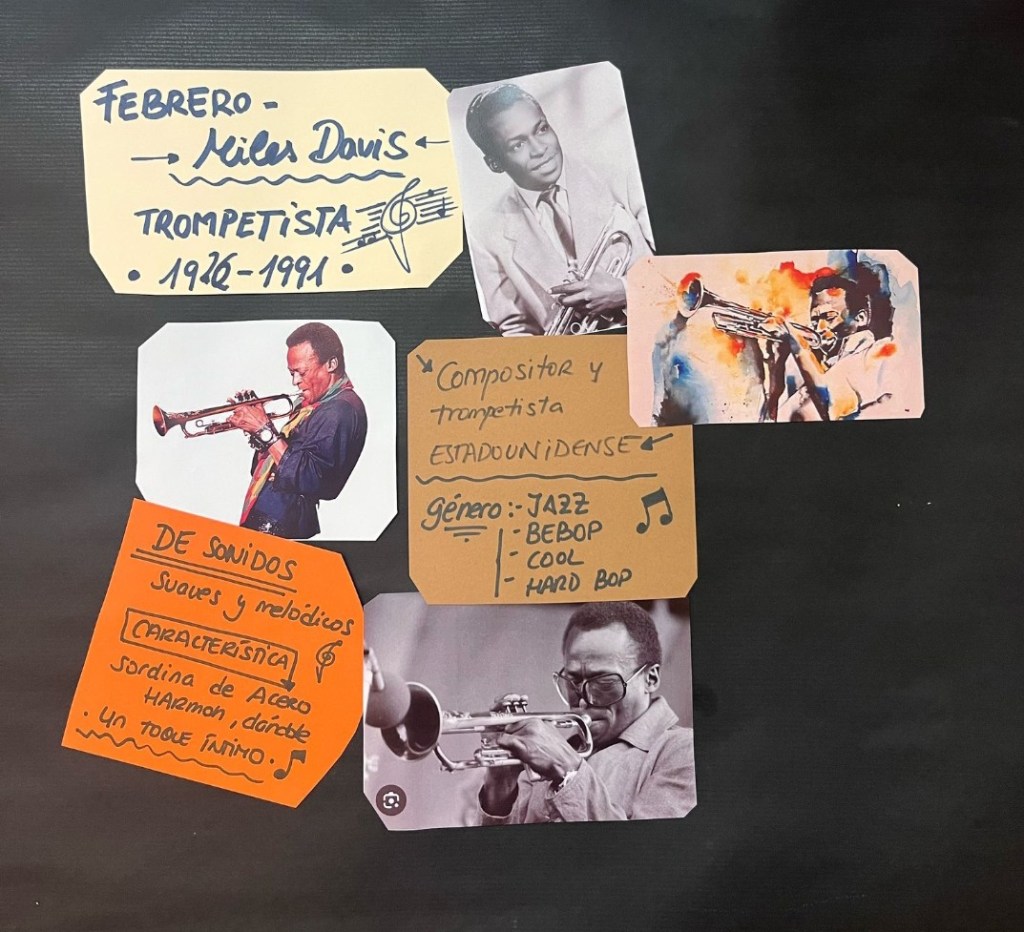 FEBRERO -
→ Miles Davis ←
TROMPETISTA
• 1926-1991 •
Compositor y
trompetista
ESTADOUNIDENSE ←
género :- JAZZ
- BEBOP
- COOL
- HARD BOP
DE SONIDOS
suaves y melódicos
CARACTERÍSTICA
sordina de Acero
HARMON, dándole
. un TOQUE ÍNTIMO .